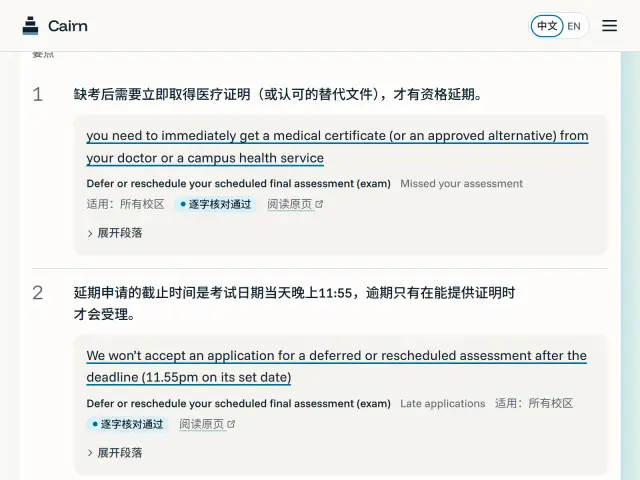 Cairn
中文 EN
要点
1 缺考后需要立即取得医疗证明（或认可的替代文件），才有资格延期。
you need to immediately get a medical certificate (or an approved alternative) from
your doctor or a campus health service
Defer or reschedule your scheduled final assessment (exam) Missed your assessment
适用：所有校区 逐字核对通过 阅读原页
展开段落
2 延期申请的截止时间是考试日期当天晚上11:55，逾期只有在能提供证明时
才会受理。
We won’t accept an application for a deferred or rescheduled assessment after the
deadline (11.55pm on its set date)
Defer or reschedule your scheduled final assessment (exam) Late applications 适用：所有校区
逐字核对通过 阅读原页
展开段落